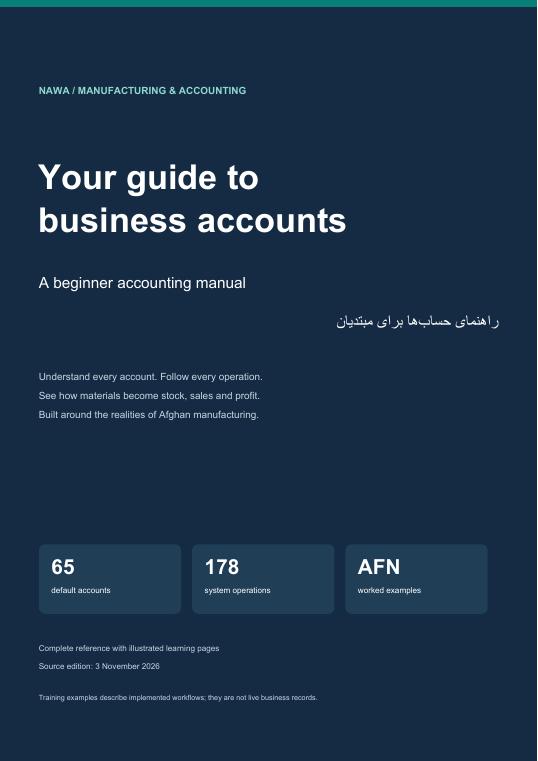 NAWA / MANUFACTURING & ACCOUNTING
Your guide to
business accounts
A beginner accounting manual
راهنمای حساب‌ها برای مبتدیان
Understand every account. Follow every operation.
See how materials become stock, sales and profit.
Built around the realities of Afghan manufacturing.
65
default accounts
178
system operations
AFN
worked examples
Complete reference with illustrated learning pages
Source edition: 3 November 2026
Training examples describe implemented workflows; they are not live business records.